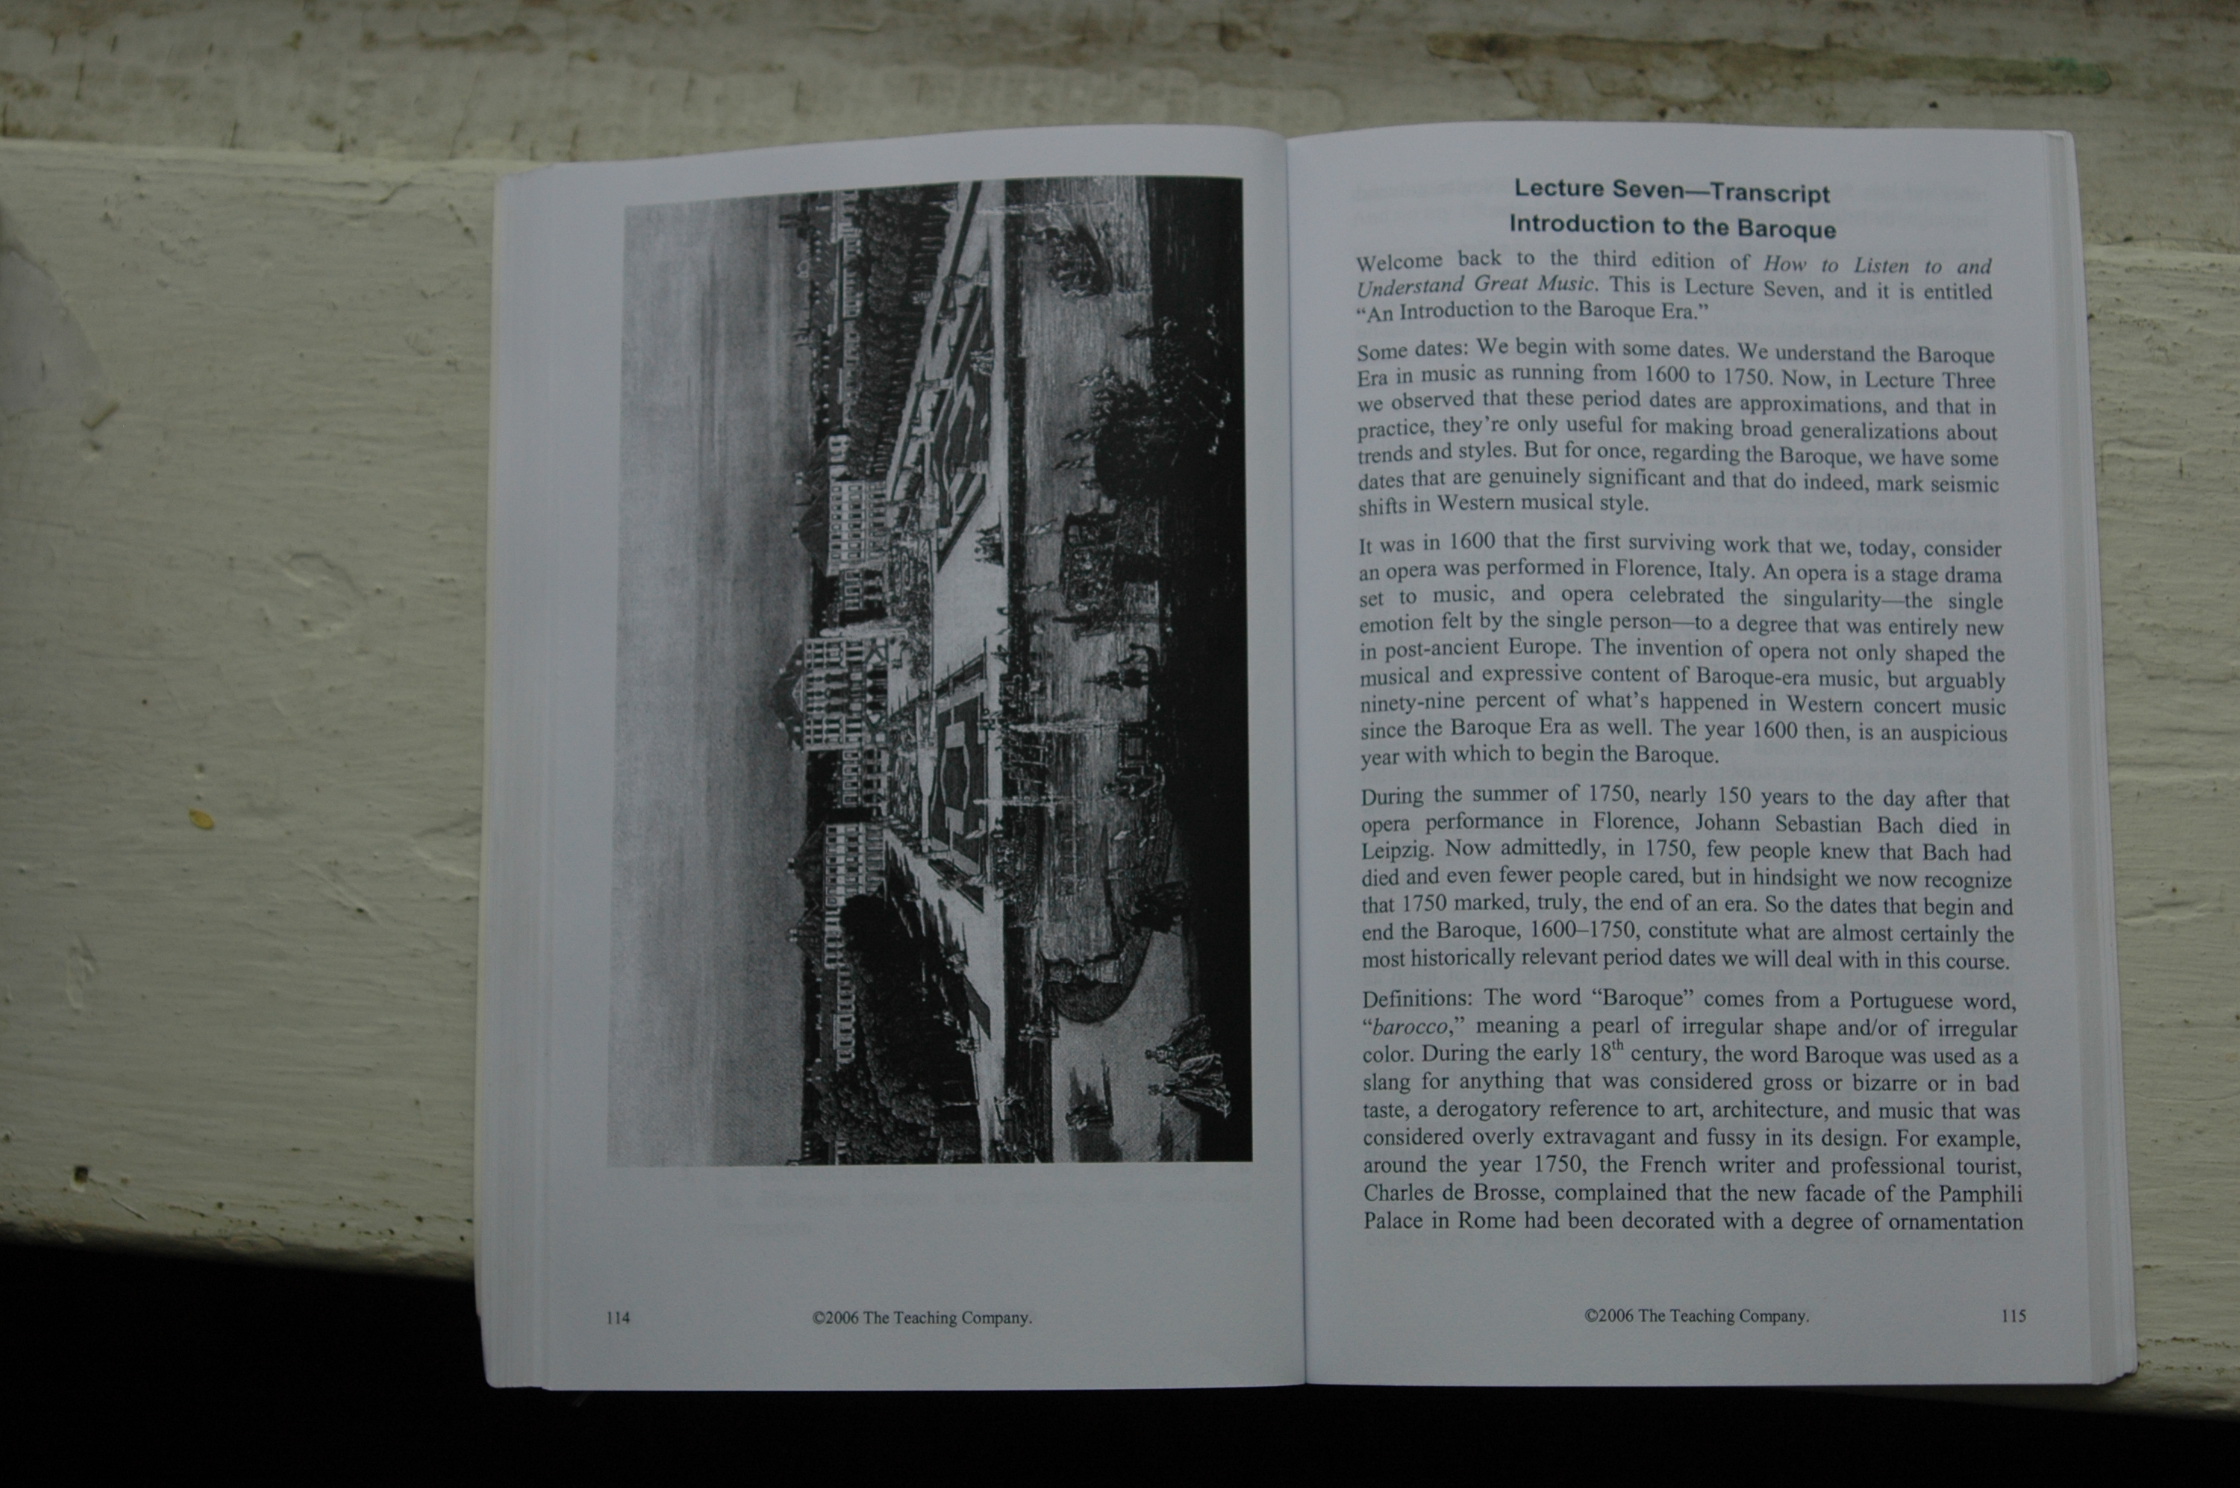 ©2006 The Teaching Company.
114
Lecture Seven—Transcript
Introduction to the Baroque
Welcome back to the third edition of How to Listen to and
Understand Great Music. This is Lecture Seven, and it is entitled
“An Introduction to the Baroque Era.”
Some dates: We begin with some dates. We understand the Baroque
Era in music as running from 1600 to 1750. Now, in Lecture Three
we observed that these period dates are approximations, and that in
practice, they’re only useful for making broad generalizations about
trends and styles. But for once, regarding the Baroque, we have some
dates that are genuinely significant and that do indeed, mark seismic
shifts in Western musical style.
It was in 1600 that the first surviving work that we, today, consider
an opera was performed in Florence, Italy. An opera is a stage drama
set to music, and opera celebrated the singularity—the single
emotion felt by the single person—to a degree that was entirely new
in post-ancient Europe. The invention of opera not only shaped the
musical and expressive content of Baroque-era music, but arguably
ninety-nine percent of what’s happened in Western concert music
since the Baroque Era as well. The year 1600 then, is an auspicious
year with which to begin the Baroque.
During the summer of 1750, nearly 150 years to the day after that
opera performance in Florence, Johann Sebastian Bach died in
Leipzig. Now admittedly, in 1750, few people knew that Bach had
died and even fewer people cared, but in hindsight we now recognize
that 1750 marked, truly, the end of an era. So the dates that begin and
end the Baroque, 1600–1750, constitute what are almost certainly the
most historically relevant period dates we will deal with in this course.
Definitions: The word “Baroque” comes from a Portuguese word,
“barocco,” meaning a pearl of irregular shape and/or of irregular
color. During the early 18th century, the word Baroque was used as a
slang for anything that was considered gross or bizarre or in bad
taste, a derogatory reference to art, architecture, and music that was
considered overly extravagant and fussy in its design. For example,
around the year 1750, the French writer and professional tourist,
Charles de Brosse, complained that the new facade of the Pamphili
Palace in Rome had been decorated with a degree of ornamentation
©2006 The Teaching Company.
115